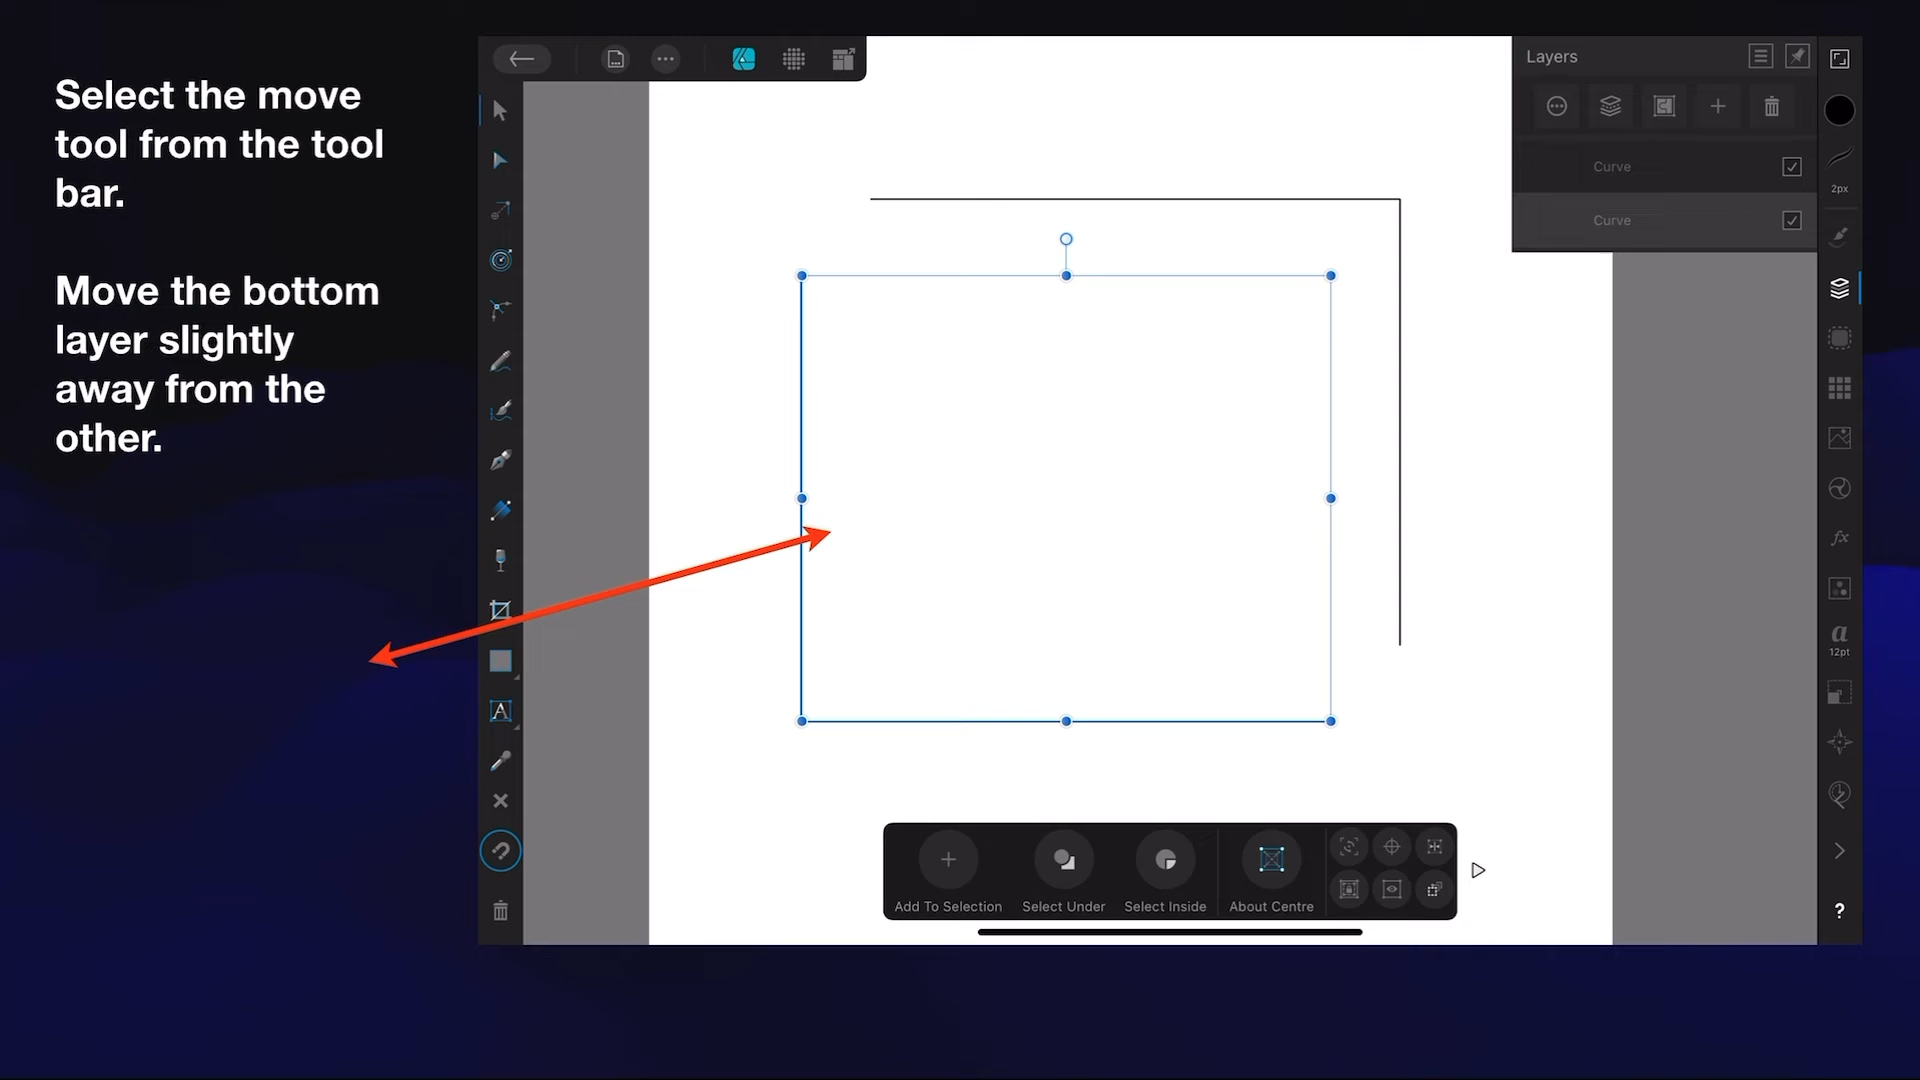 Select the move
tool from the tool
bar.
Move the bottom
layer slightly
away from the
other.
Layers
Curve
Curve
2px
fx
a
12pt
A
Add To Selection
Select Under
Select Inside
About Centre
?